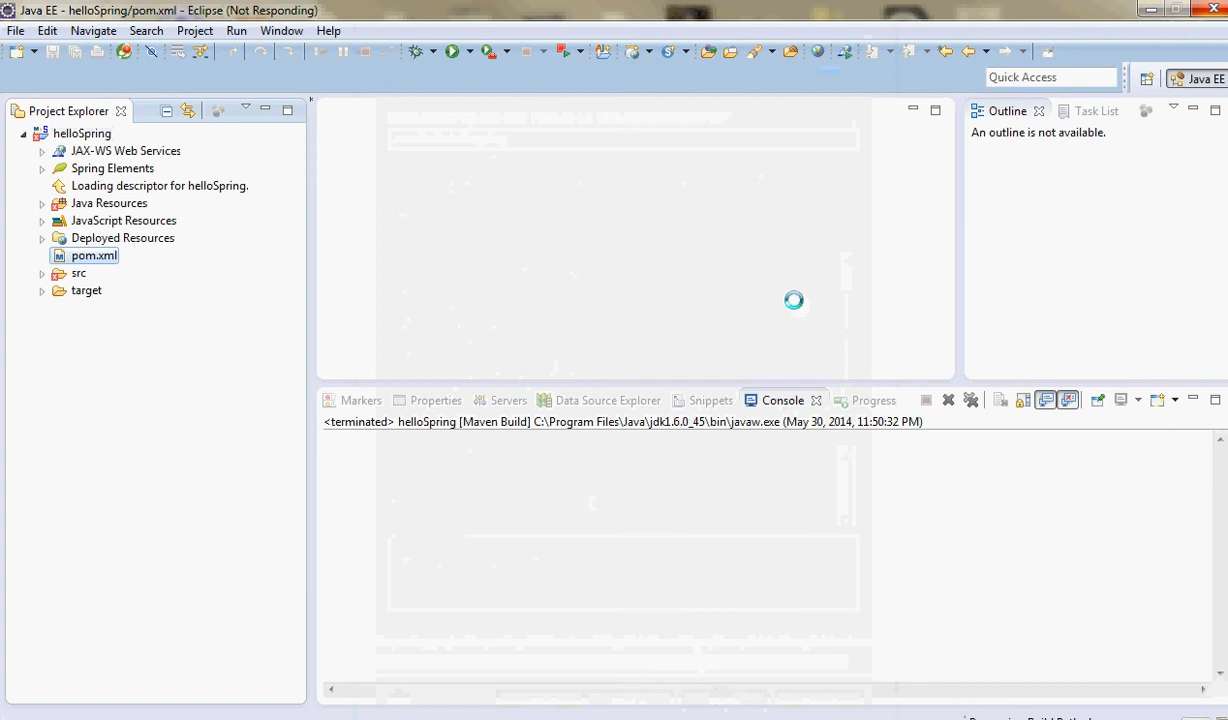 Java EE - helloSpring/pom.xml - Eclipse (Not Responding)
File Edit Navigate Search Project Run Window Help
Quick Access
Java EE
Project Explorer
helloSpring
JAX-WS Web Services
Spring Elements
Loading descriptor for helloSpring.
Java Resources
JavaScript Resources
Deployed Resources
pom.xml
src
target
Outline Task List
An outline is not available.
Markers Properties Servers Data Source Explorer Snippets Console Progress
<terminated> helloSpring [Maven Build] C:\Program Files\Java\jdk1.6.0_45\bin\javaw.exe (May 30, 2014, 11:50:32 PM)